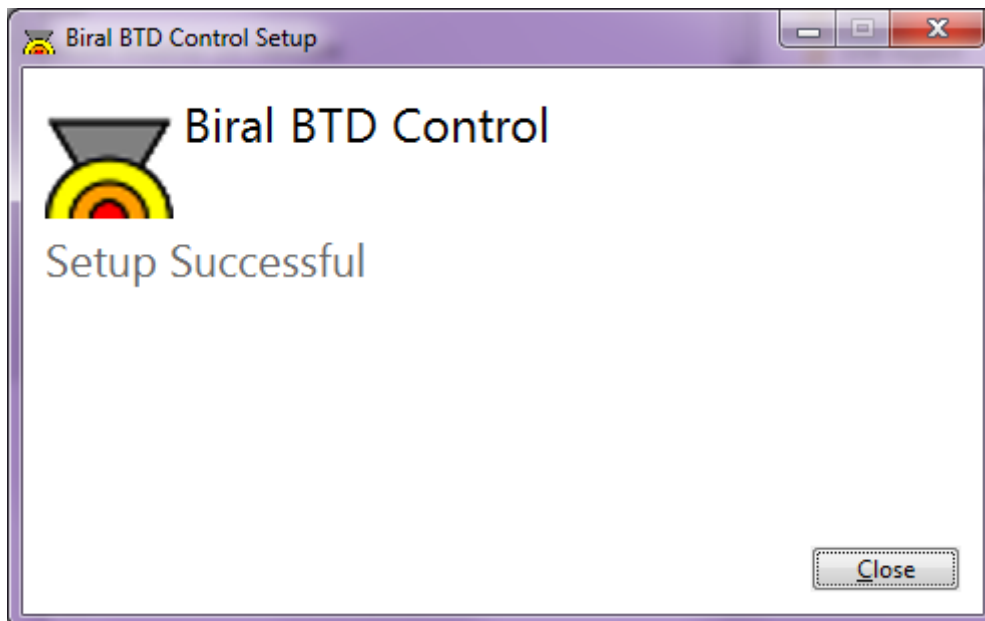 Biral BTD Control Setup
Biral BTD Control
Setup Successful
Close